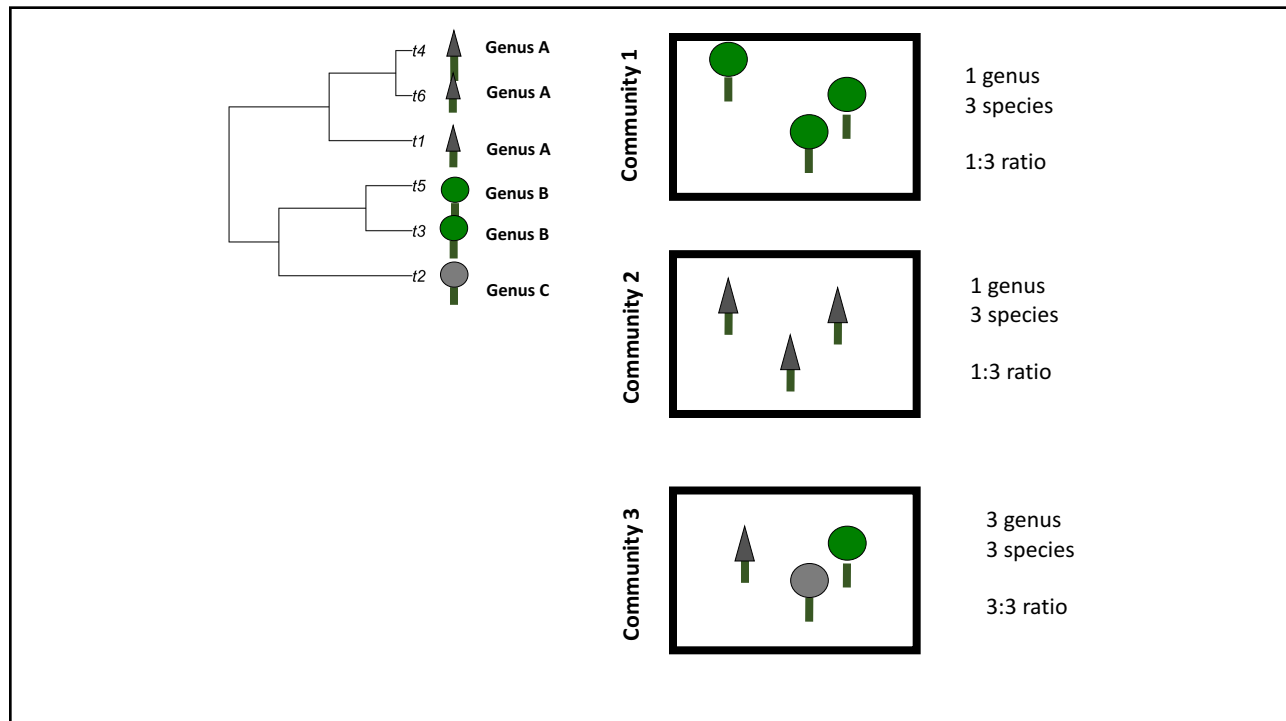 t4 Genus A
t6 Genus A
t1 Genus A
t5 Genus B
t3 Genus B
t2 Genus C
Community 1
1 genus
3 species
1:3 ratio
Community 2
1 genus
3 species
1:3 ratio
Community 3
3 genus
3 species
3:3 ratio